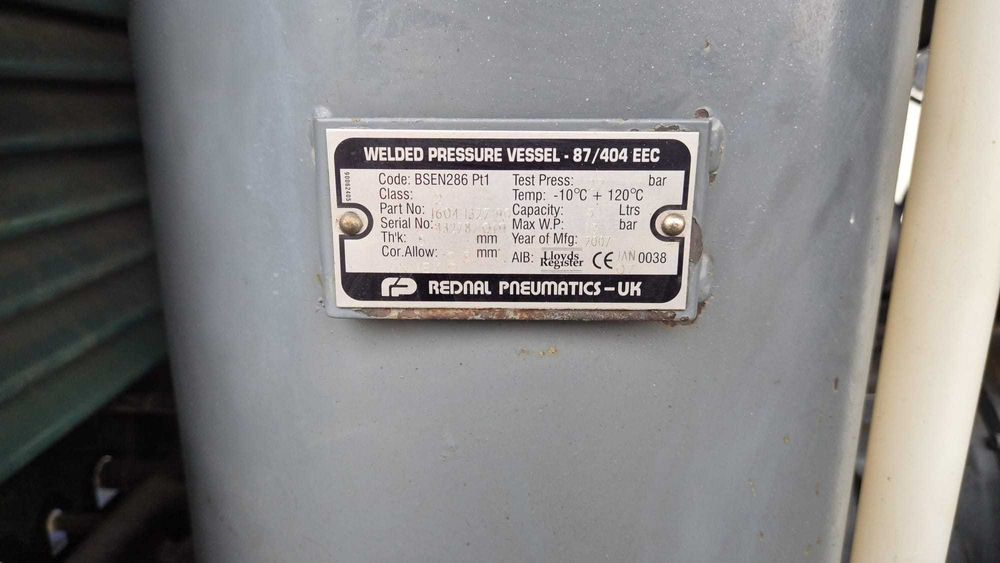 WELDED PRESSURE VESSEL - 87/404 EEC
Code: BSEN286 Pt1
Class:
Part No:
Serial No:
Th'k: mm
Cor.Allow: mm
Test Press: bar
Temp: -10°C + 120°C
Capacity: Ltrs
Max W.P: bar
Year of Mfg: 2007
AIB: Lloyds Register CE JAN 0038
REDNAL PNEUMATICS – UK